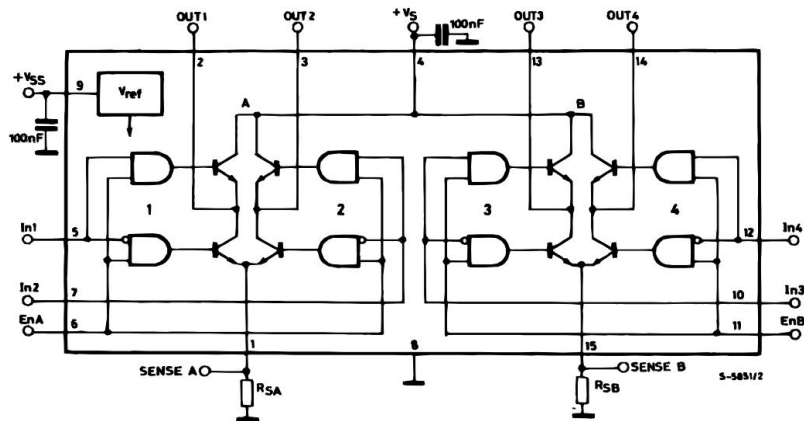 OUT1 OUT2 +VS 100nF OUT3 OUT4
2 3 4 13 14
+VSS 9 Vref A B
100nF
1 2 3 4
In1 5 12 In4
In2 7 10 In3
EnA 6 11 EnB
1 8 15
SENSE A SENSE B S-5851/2
RSA RSB